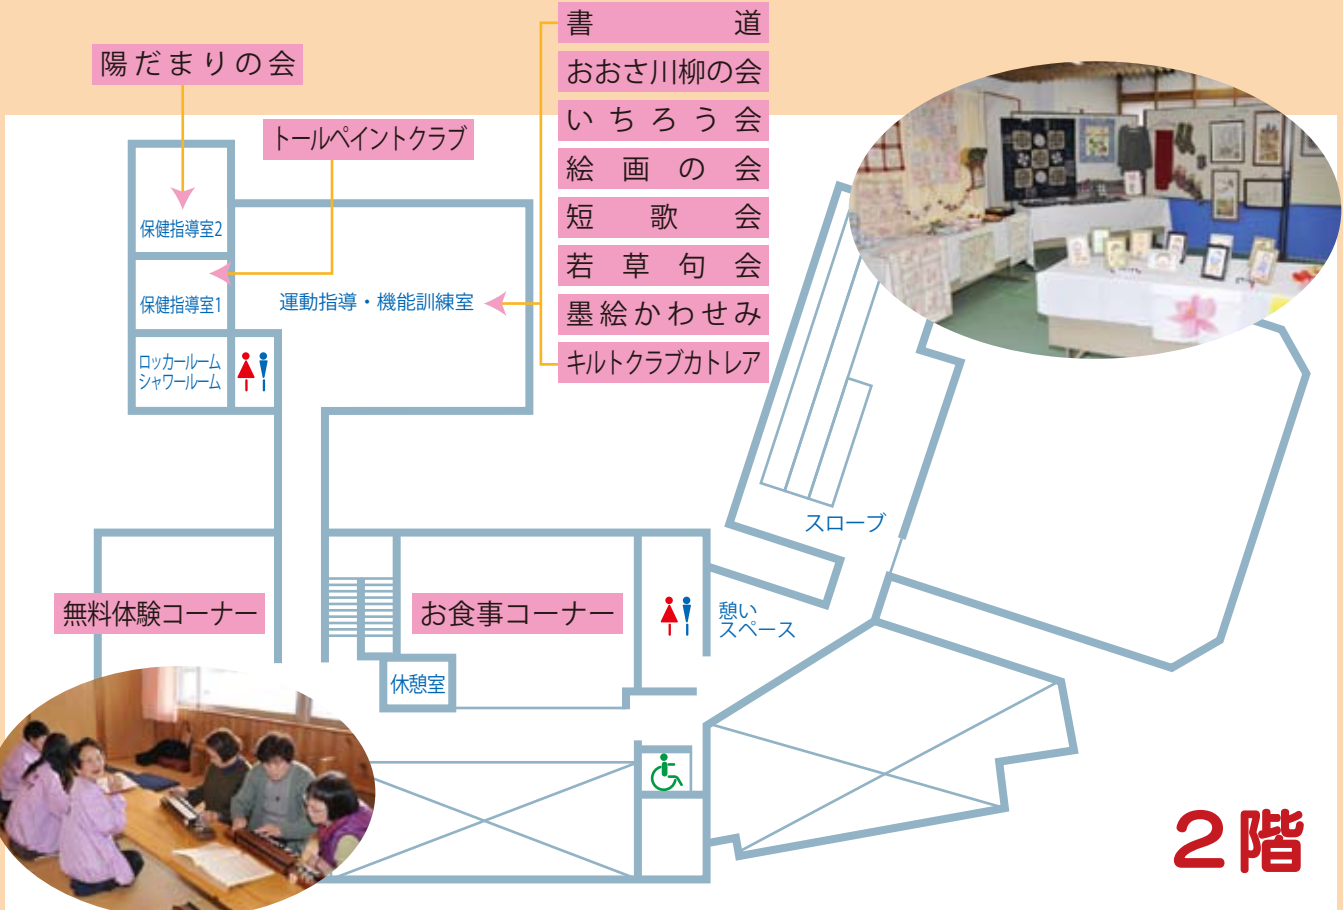 書道
陽だまりの会
おおさ川柳の会
いちろう会
トールペイントクラブ
絵画の会
短歌会
若草句会
墨絵かわせみ
キルトクラブカトレア
保健指導室2
保健指導室1
運動指導・機能訓練室
ロッカールーム
シャワールーム
スロープ
無料体験コーナー
お食事コーナー
憩い
スペース
休憩室
2階